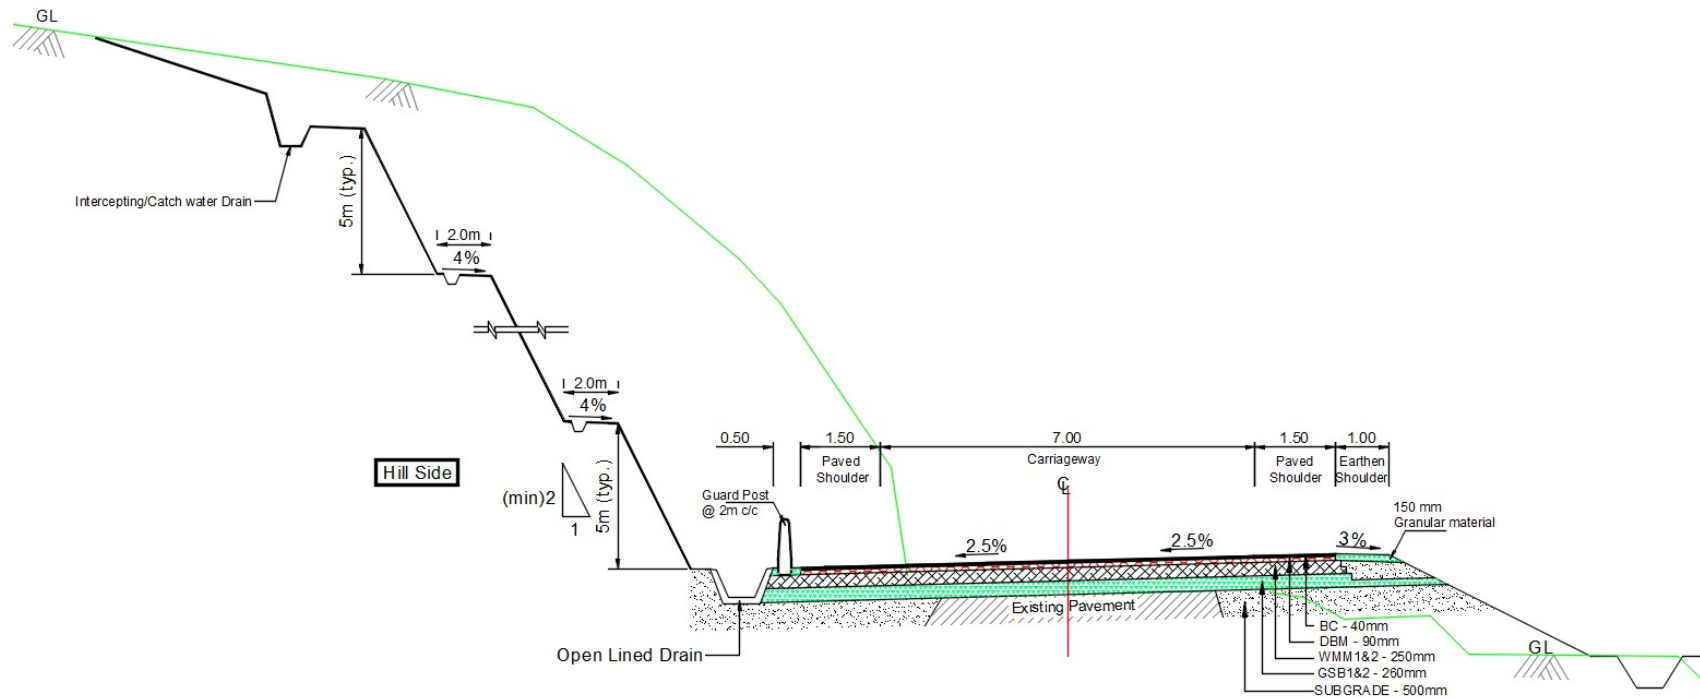 GL
Intercepting/Catch water Drain
5m (typ.)
2.0m
4%
2.0m
4%
Hill Side
(min)2
1
5m (typ.)
0.50
1.50
7.00
1.50
1.00
Paved
Shoulder
Carriageway
Paved
Shoulder
Earthen
Shoulder
CL
Guard Post
@ 2m c/c
150 mm
Granular material
2.5%
2.5%
3%
Existing Pavement
Open Lined Drain
BC - 40mm
DBM - 90mm
WMM1&2 - 250mm
GSB1&2 - 260mm
SUBGRADE - 500mm
GL